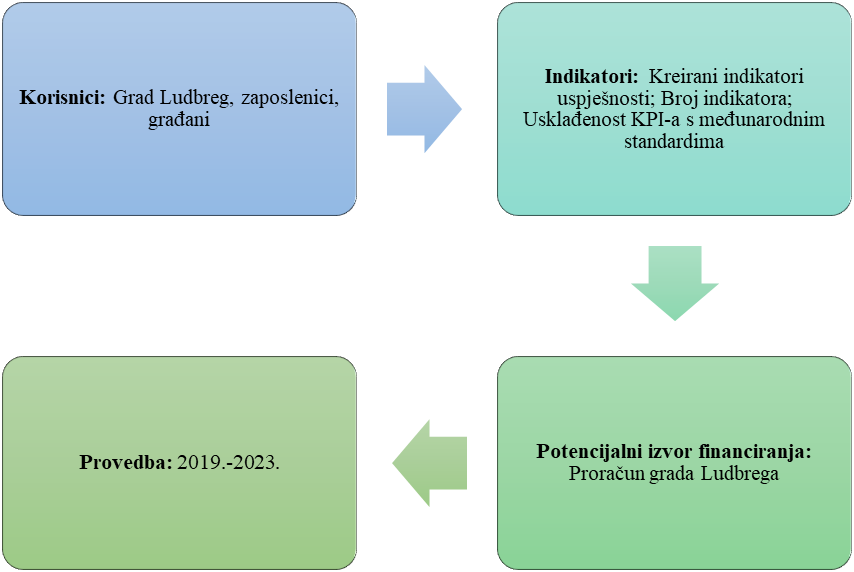 Korisnici: Grad Ludbreg, zaposlenici,
građani
Indikatori: Kreirani indikatori
uspješnosti; Broj indikatora;
Usklađenost KPI-a s međunarodnim
standardima
Potencijalni izvor financiranja:
Proračun grada Ludbrega
Provedba: 2019.-2023.